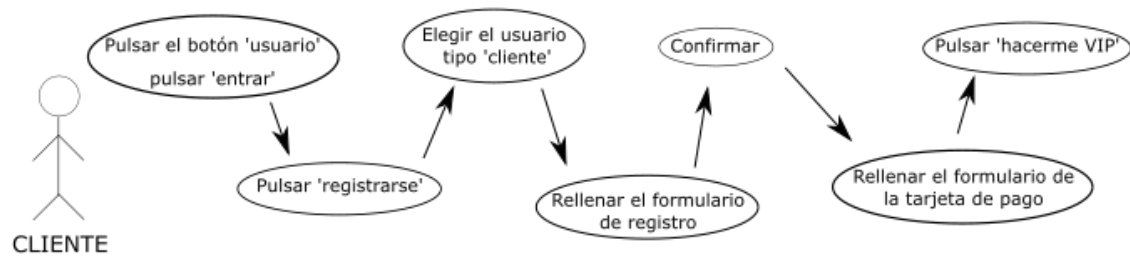 Pulsar el botón 'usuario'
pulsar 'entrar'
Pulsar 'registrarse'
Elegir el usuario
tipo 'cliente'
Rellenar el formulario
de registro
Confirmar
Rellenar el formulario de
la tarjeta de pago
Pulsar 'hacerme VIP'
CLIENTE